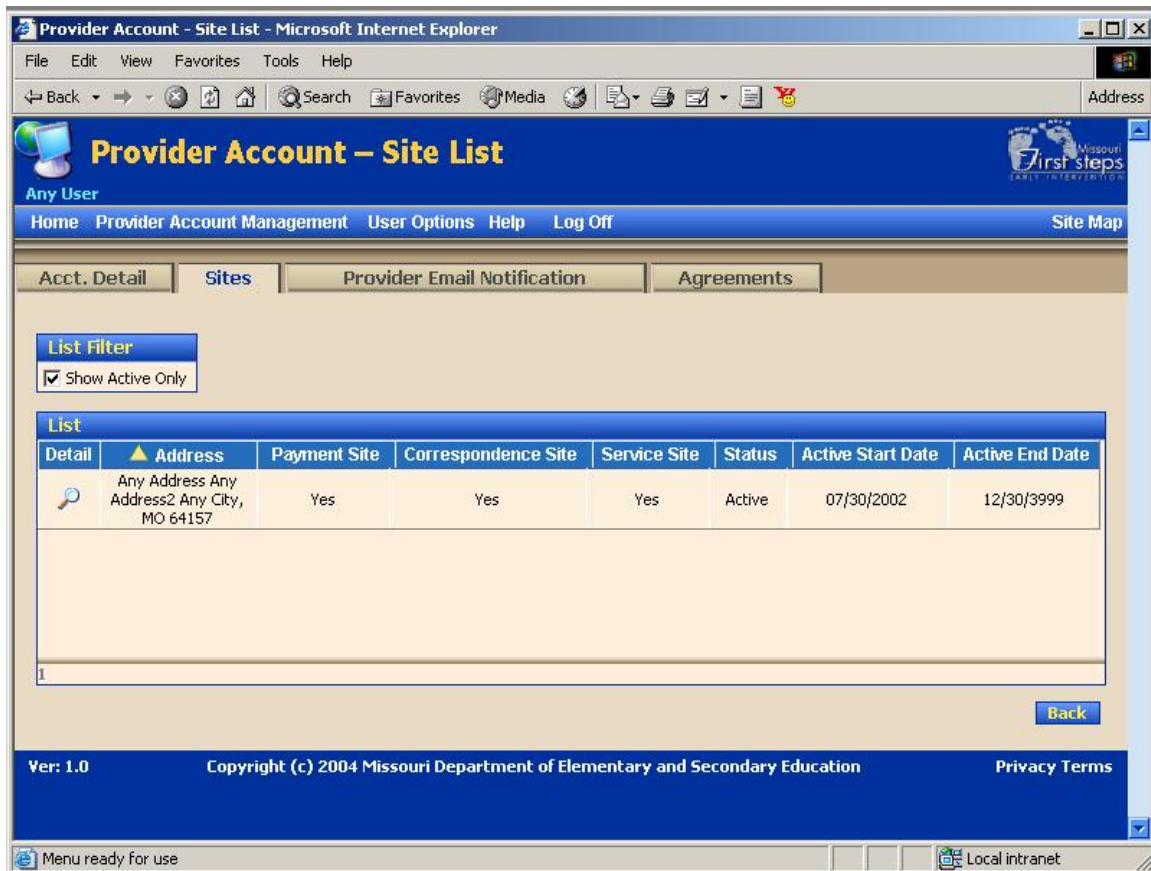 Provider Account - Site List - Microsoft Internet Explorer
File Edit View Favorites Tools Help
Back Search Favorites Media Address
Provider Account – Site List
Missouri
First steps
EARLY INTERVENTION
Any User
Home Provider Account Management User Options Help Log Off Site Map
Acct. Detail Sites Provider Email Notification Agreements
List Filter
Show Active Only
List
Detail Address Payment Site Correspondence Site Service Site Status Active Start Date Active End Date
Any Address Any
Address2 Any City,
MO 64157
Yes Yes Yes Active 07/30/2002 12/30/3999
1
Back
Ver: 1.0 Copyright (c) 2004 Missouri Department of Elementary and Secondary Education Privacy Terms
Menu ready for use Local intranet